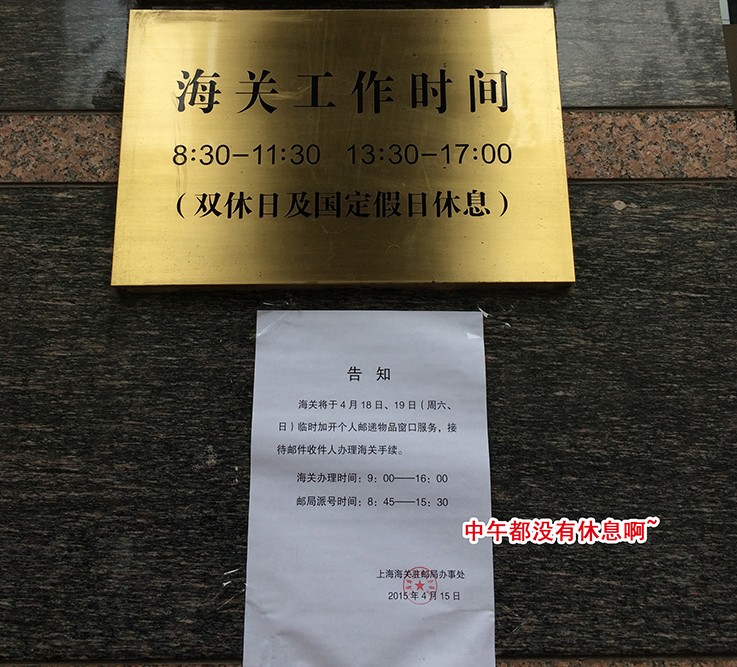 海关工作时间
8:30-11:30 13:30-17:00
(双休日及国定假日休息)
告 知
海关将于4月18日、19日(周六、
日)临时加开个人邮递物品窗口服务,接
待邮件收件人办理海关手续。
海关办理时间:9:00——16:00
邮局派号时间:8:45——15:30
中午都没有休息啊~
上海海关驻邮局办事处
2015年4月15日